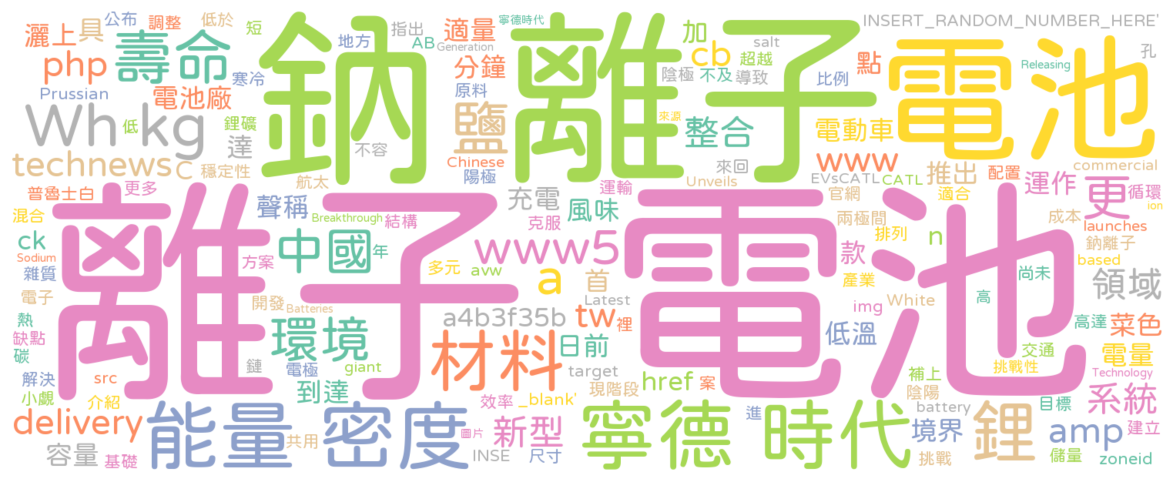 寧德時代
INSERT_RANDOM_NUMBER_HERE'
公布 調整 低於 短 地方 指出 AB Generation 適量 加 cb salt 超越 孔
灑上 具 壽命 鈉 離子 電池
php 寒冷 分鐘 點 陰極 不及 導致 比例 Releasing
Prussian 電池廠 原料 來源
Wh kg 低 鋰礦 鹽 整合 電動車
technews C 達 穩定性 不容 Chinese 陽極 來回 www 推出 配置 commercial
普魯士白 更多 航太 運輸 Unveils EVsCATL CATL 官網 適合 運作 循環
混合 聲稱 Breakthrough 結構 充電 風味 克服 兩極間 排列 成本 更 ion
ck Sodium 離子 電池 launches
中國 年 www5 款 n 鈉離子 based
雜質 方案 多元 avw a 首 產業 尚未 領域
電子 開發 Batteries Latest img White 高
熱 環境 a4b3f35b tw 裡 低溫 高達 菜色
缺點 碳 鏈 電極 giant 材料 日前 交通 電量
解決 src 到達 target 現階段 href 案 補上 挑戰性 Technology
小覷 介紹 效率 _blank' 陰陽 目標 系統
delivery 能量 密度 新型 寧德 時代 進 battery 鋰 amp 建立
容量 基礎 共用 圖片 INSE 尺寸 境界 挑戰 儲量 zoneid